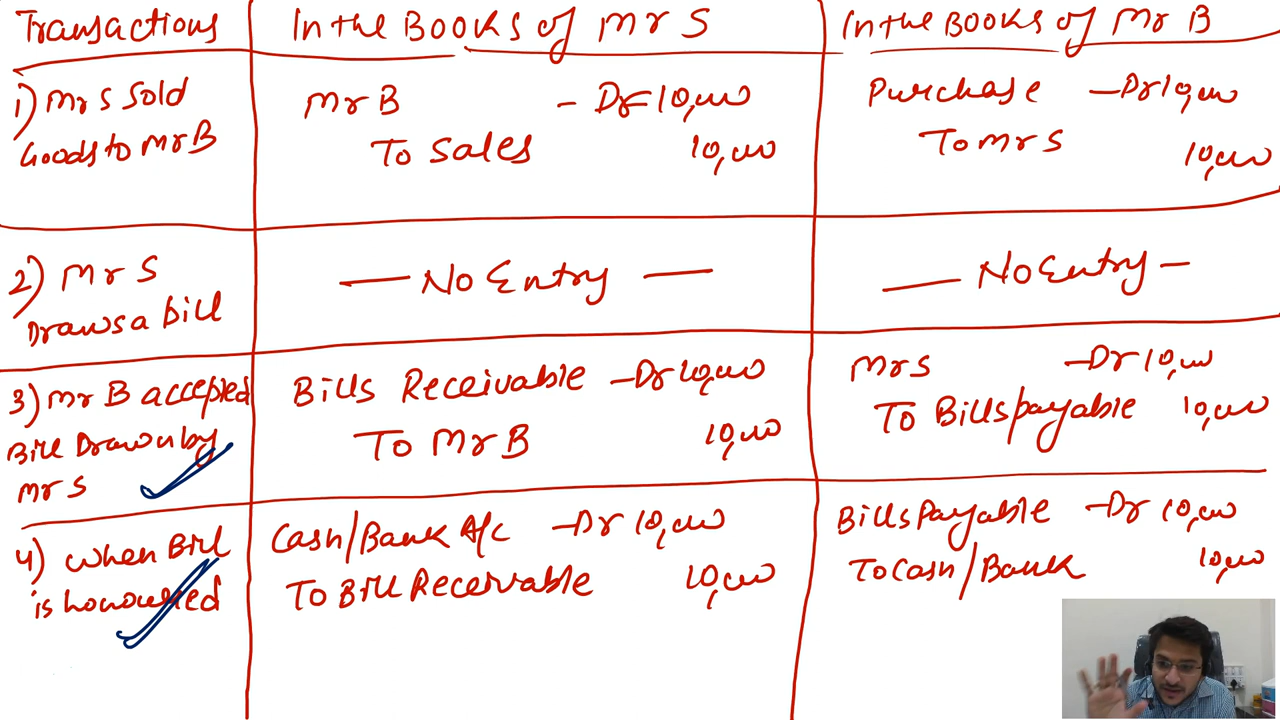 Transactions
In the Books of Mr S
In the Books of Mr B
1) Mr S Sold
Goods to Mr B
Mr B - Dr 10,000
To Sales 10,000
Purchase - Dr 10,000
To Mr S 10,000
2) Mr S
Draws a bill
— No Entry —
— No Entry —
3) Mr B accepted
Bill Drawn by
Mr S
Bills Receivable - Dr 10,000
To Mr B 10,000
Mr S - Dr 10,000
To Bills payable 10,000
4) When Bill
is honoured
Cash/Bank A/c - Dr 10,000
To Bill Receivable 10,000
Bills Payable - Dr 10,000
To Cash/Bank 10,000